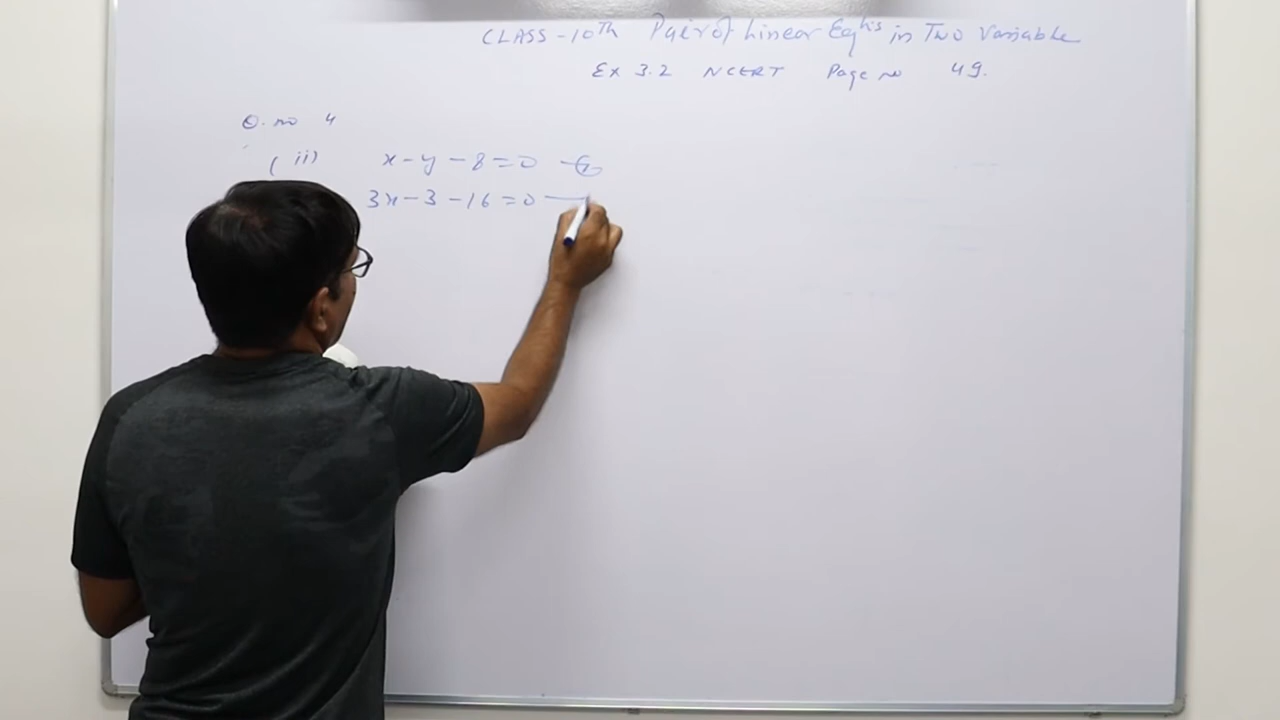 CLASS-10th Pair of Linear Eqns in Two Variable
Ex 3.2 NCERT Page no 49.
Q. no 4
(ii) x-y-8=0
3x-3-16=0